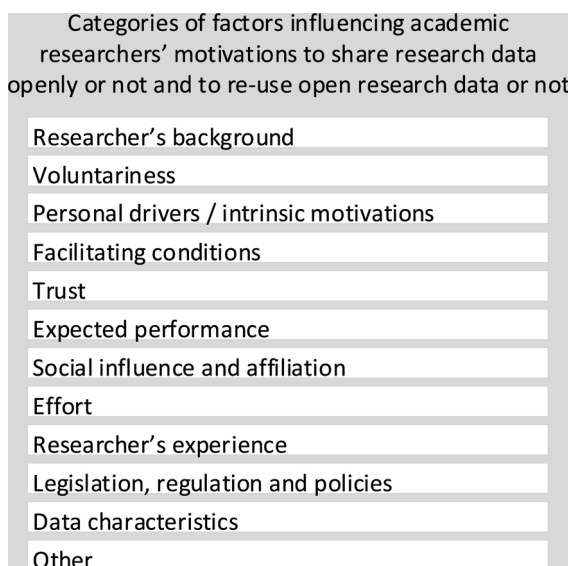 Categories of factors influencing academic
researchers’ motivations to share research data
openly or not and to re-use open research data or not
Researcher’s background
Voluntariness
Personal drivers / intrinsic motivations
Facilitating conditions
Trust
Expected performance
Social influence and affiliation
Effort
Researcher’s experience
Legislation, regulation and policies
Data characteristics
Other